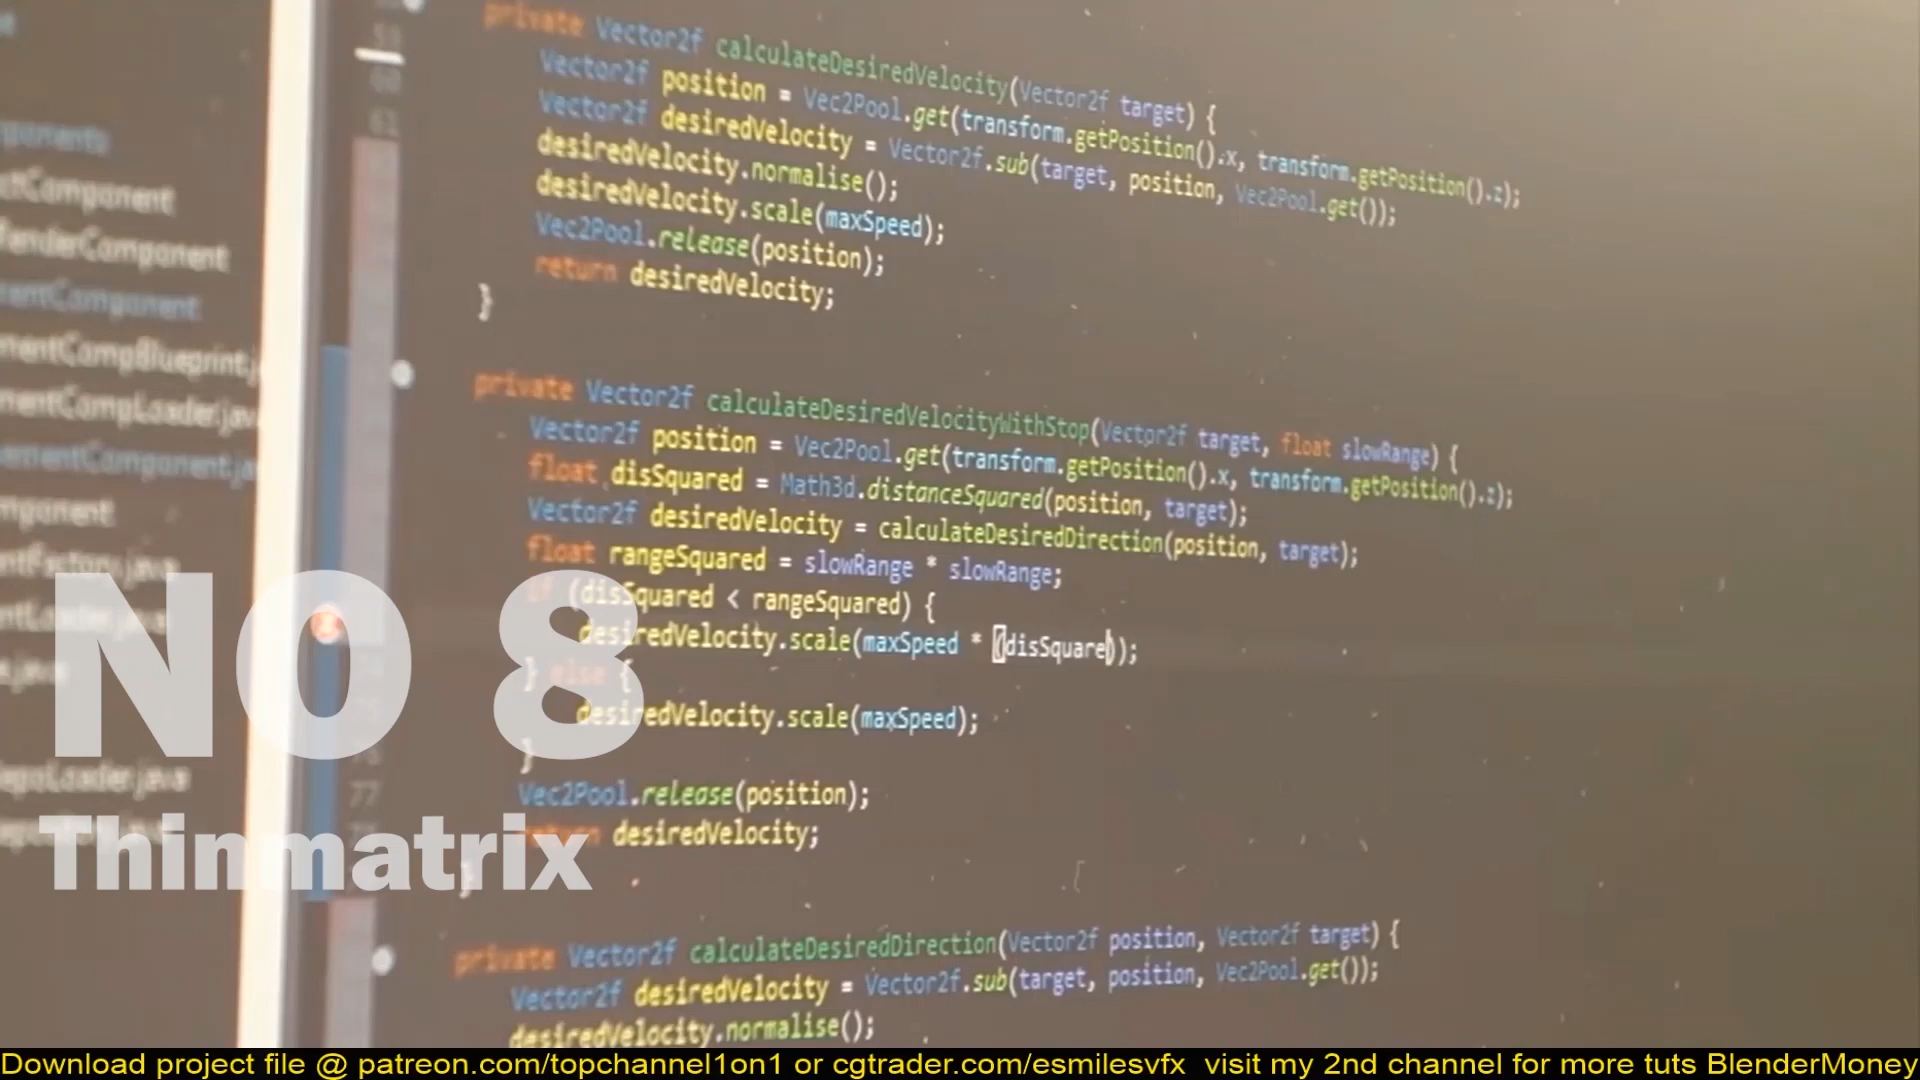 private Vector2f calculateDesiredVelocity(Vector2f target) {
Vector2f position = Vec2Pool.get(transform.getPosition().x, transform.getPosition().z);
Vector2f desiredVelocity = Vector2f.sub(target, position, Vec2Pool.get());
desiredVelocity.normalise();
desiredVelocity.scale(maxSpeed);
Vec2Pool.release(position);
return desiredVelocity;
}
private Vector2f calculateDesiredVelocityWithStop(Vector2f target, float slowRange) {
Vector2f position = Vec2Pool.get(transform.getPosition().x, transform.getPosition().z);
float disSquared = Math3d.distanceSquared(position, target);
Vector2f desiredVelocity = calculateDesiredDirection(position, target);
float rangeSquared = slowRange * slowRange;
if (disSquared < rangeSquared) {
desiredVelocity.scale(maxSpeed * (disSquare));
} else {
desiredVelocity.scale(maxSpeed);
}
Vec2Pool.release(position);
return desiredVelocity;
}
private Vector2f calculateDesiredDirection(Vector2f position, Vector2f target) {
Vector2f desiredVelocity = Vector2f.sub(target, position, Vec2Pool.get());
desiredVelocity.normalise();
NO 8
Thinmatrix
Download project file @ patreon.com/topchannel1on1 or cgtrader.com/esmilesvfx visit my 2nd channel for more tuts BlenderMoney